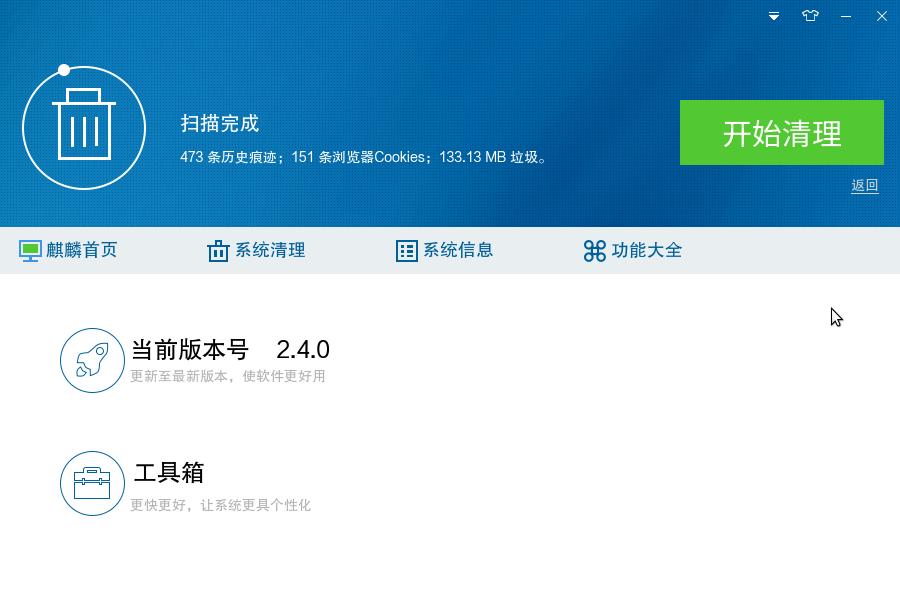 扫描完成
473 条历史痕迹；151 条浏览器Cookies；133.13 MB 垃圾。
开始清理
返回
麒麟首页 系统清理 系统信息 功能大全
当前版本号 2.4.0
更新至最新版本，使软件更好用
工具箱
更快更好，让系统更具个性化